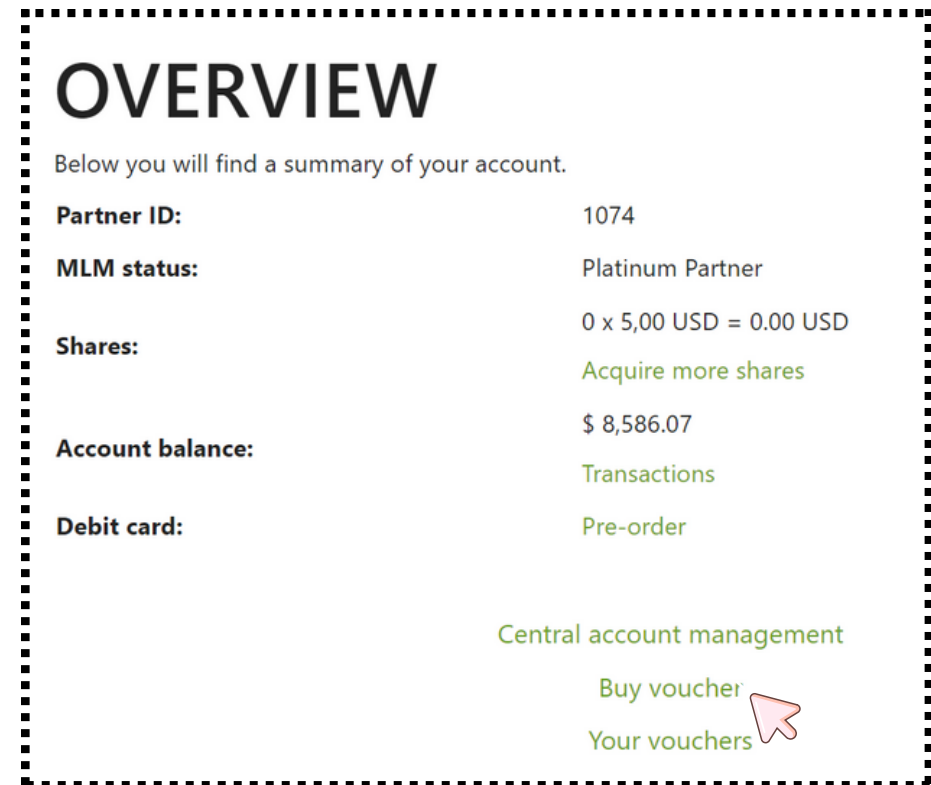 OVERVIEW
Below you will find a summary of your account.
Partner ID: 1074
MLM status: Platinum Partner
Shares: 0 x 5,00 USD = 0.00 USD
Acquire more shares
Account balance: $ 8,586.07
Transactions
Debit card: Pre-order
Central account management
Buy voucher
Your vouchers